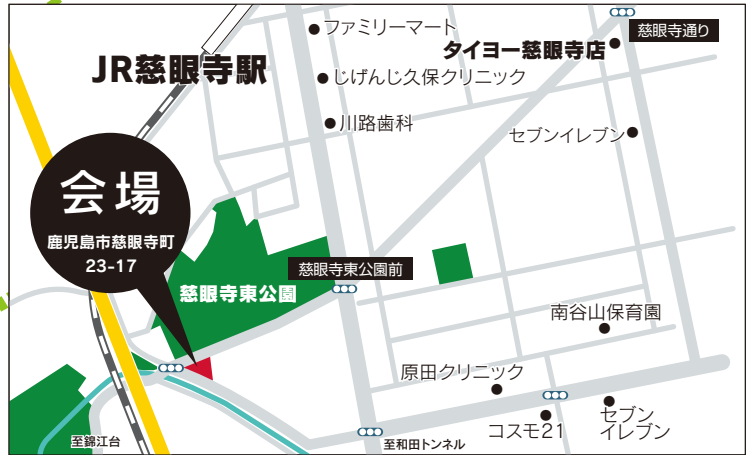 ファミリーマート
慈眼寺通り
タイヨー慈眼寺店
JR慈眼寺駅
じげんじ久保クリニック
川路歯科
セブンイレブン
会場
鹿児島市慈眼寺町
23-17
慈眼寺東公園前
慈眼寺東公園
南谷山保育園
原田クリニック
コスモ21
セブン
イレブン
至錦江台
至和田トンネル